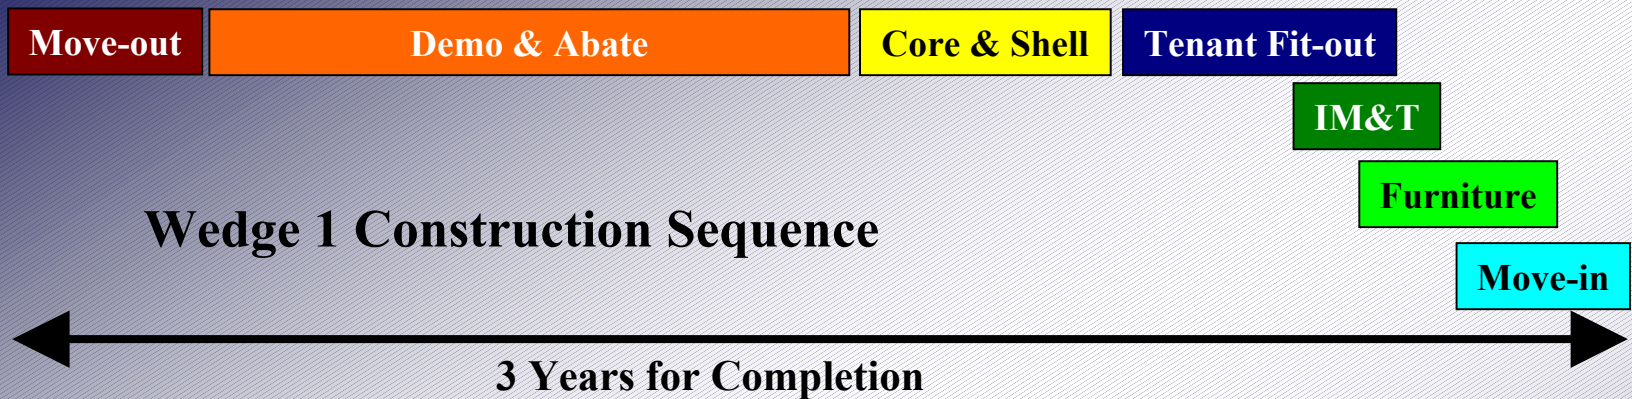 Move-out
Demo & Abate
Core & Shell
Tenant Fit-out
IM&T
Furniture
Wedge 1 Construction Sequence
Move-in
3 Years for Completion